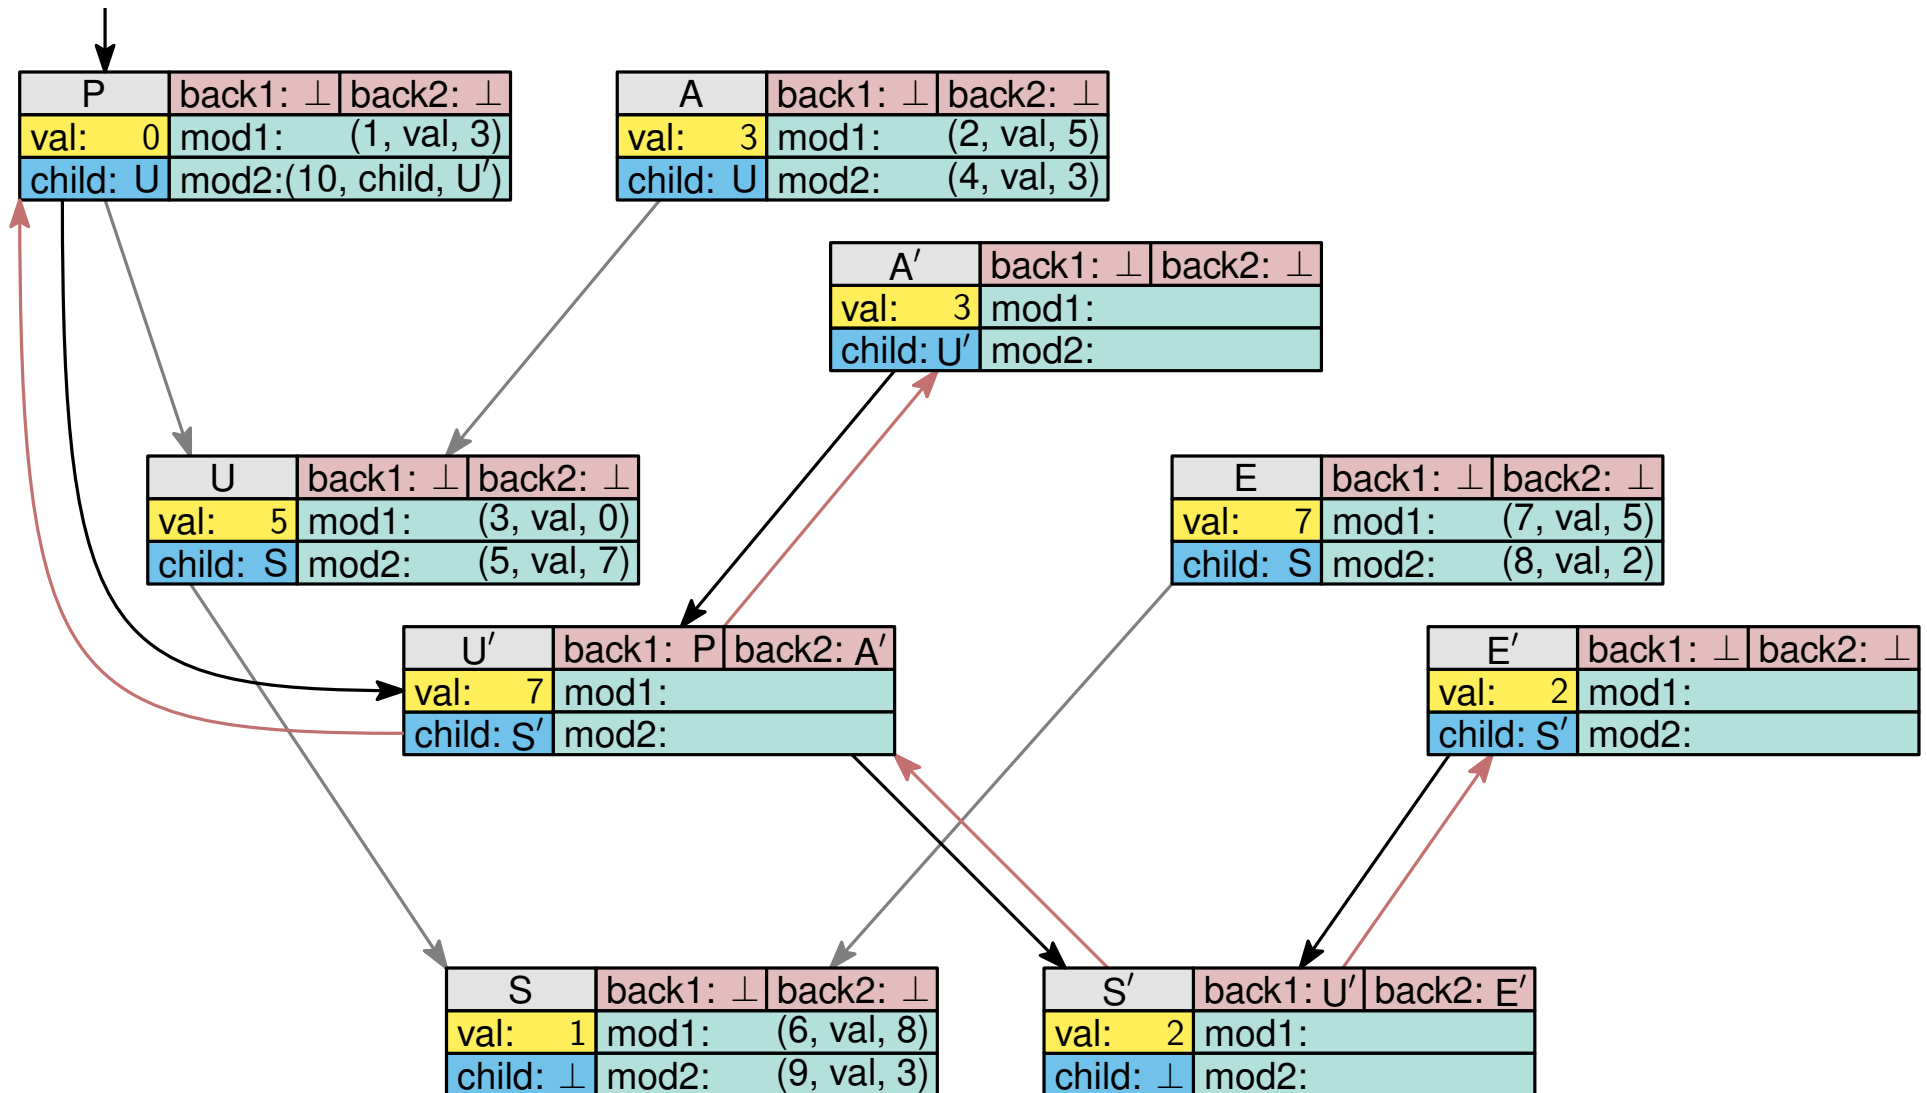 P back1: ⊥ back2: ⊥
val: 0 mod1: (1, val, 3)
child: U mod2:(10, child, U′)
A back1: ⊥ back2: ⊥
val: 3 mod1: (2, val, 5)
child: U mod2: (4, val, 3)
A′ back1: ⊥ back2: ⊥
val: 3 mod1:
child: U′ mod2:
U back1: ⊥ back2: ⊥
val: 5 mod1: (3, val, 0)
child: S mod2: (5, val, 7)
E back1: ⊥ back2: ⊥
val: 7 mod1: (7, val, 5)
child: S mod2: (8, val, 2)
U′ back1: P back2: A′
val: 7 mod1:
child: S′ mod2:
E′ back1: ⊥ back2: ⊥
val: 2 mod1:
child: S′ mod2:
S back1: ⊥ back2: ⊥
val: 1 mod1: (6, val, 8)
child: ⊥ mod2: (9, val, 3)
S′ back1: U′ back2: E′
val: 2 mod1:
child: ⊥ mod2: